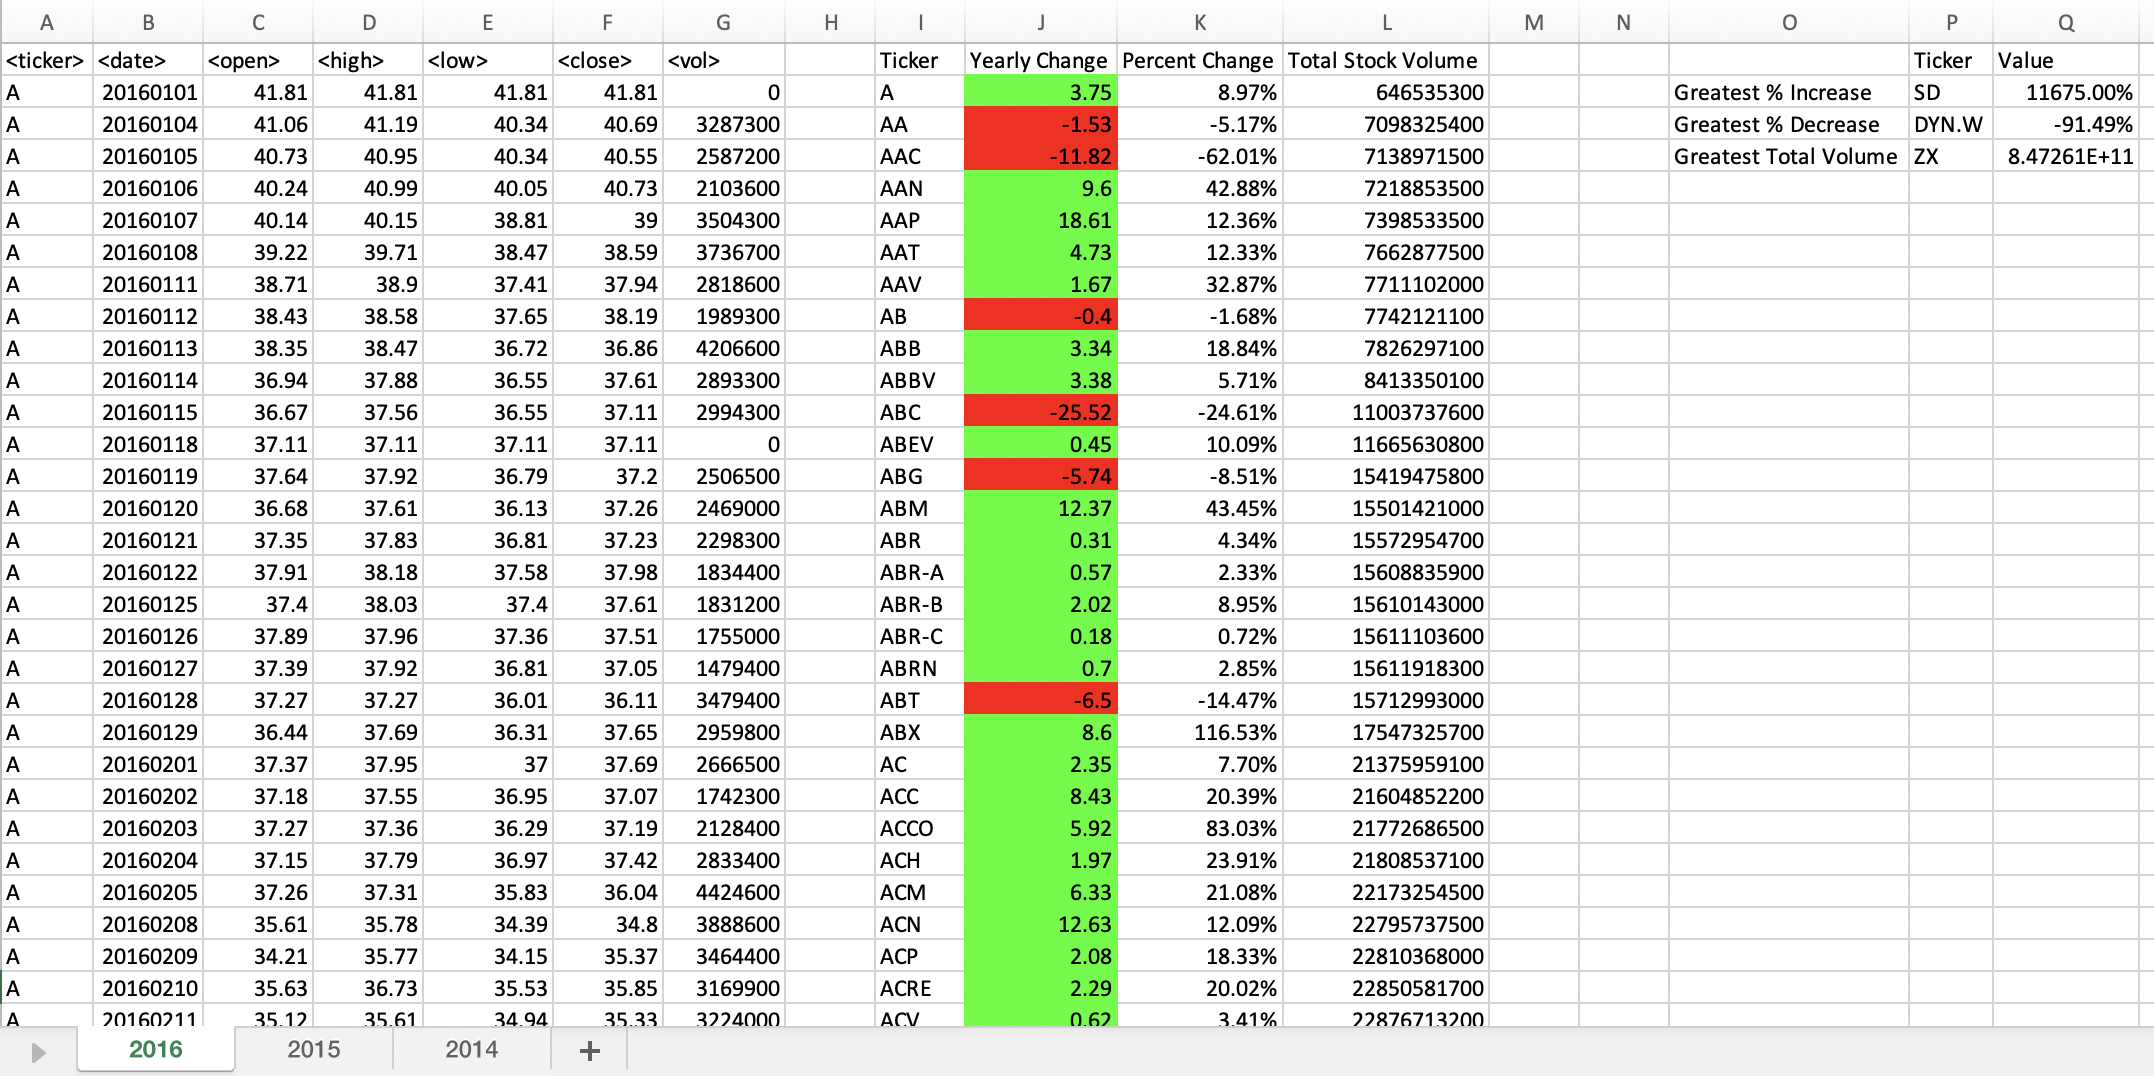 A B C D E F G H I J K L M N O P Q
<ticker> <date> <open> <high> <low> <close> <vol> Ticker Yearly Change Percent Change Total Stock Volume Ticker Value
A 20160101 41.81 41.81 41.81 41.81 0 A 3.75 8.97% 646535300 Greatest % Increase SD 11675.00%
A 20160104 41.06 41.19 40.34 40.69 3287300 AA -1.53 -5.17% 7098325400 Greatest % Decrease DYN.W -91.49%
A 20160105 40.73 40.95 40.34 40.55 2587200 AAC -11.82 -62.01% 7138971500 Greatest Total Volume ZX 8.47261E+11
A 20160106 40.24 40.99 40.05 40.73 2103600 AAN 9.6 42.88% 7218853500
A 20160107 40.14 40.15 38.81 39 3504300 AAP 18.61 12.36% 7398533500
A 20160108 39.22 39.71 38.47 38.59 3736700 AAT 4.73 12.33% 7662877500
A 20160111 38.71 38.9 37.41 37.94 2818600 AAV 1.67 32.87% 7711102000
A 20160112 38.43 38.58 37.65 38.19 1989300 AB -0.4 -1.68% 7742121100
A 20160113 38.35 38.47 36.72 36.86 4206600 ABB 3.34 18.84% 7826297100
A 20160114 36.94 37.88 36.55 37.61 2893300 ABBV 3.38 5.71% 8413350100
A 20160115 36.67 37.56 36.55 37.11 2994300 ABC -25.52 -24.61% 11003737600
A 20160118 37.11 37.11 37.11 37.11 0 ABEV 0.45 10.09% 11665630800
A 20160119 37.64 37.92 36.79 37.2 2506500 ABG -5.74 -8.51% 15419475800
A 20160120 36.68 37.61 36.13 37.26 2469000 ABM 12.37 43.45% 15501421000
A 20160121 37.35 37.83 36.81 37.23 2298300 ABR 0.31 4.34% 15572954700
A 20160122 37.91 38.18 37.58 37.98 1834400 ABR-A 0.57 2.33% 15608835900
A 20160125 37.4 38.03 37.4 37.61 1831200 ABR-B 2.02 8.95% 15610143000
A 20160126 37.89 37.96 37.36 37.51 1755000 ABR-C 0.18 0.72% 15611103600
A 20160127 37.39 37.92 36.81 37.05 1479400 ABRN 0.7 2.85% 15611918300
A 20160128 37.27 37.27 36.01 36.11 3479400 ABT -6.5 -14.47% 15712993000
A 20160129 36.44 37.69 36.31 37.65 2959800 ABX 8.6 116.53% 17547325700
A 20160201 37.37 37.95 37 37.69 2666500 AC 2.35 7.70% 21375959100
A 20160202 37.18 37.55 36.95 37.07 1742300 ACC 8.43 20.39% 21604852200
A 20160203 37.27 37.36 36.29 37.19 2128400 ACCO 5.92 83.03% 21772686500
A 20160204 37.15 37.79 36.97 37.42 2833400 ACH 1.97 23.91% 21808537100
A 20160205 37.26 37.31 35.83 36.04 4424600 ACM 6.33 21.08% 22173254500
A 20160208 35.61 35.78 34.39 34.8 3888600 ACN 12.63 12.09% 22795737500
A 20160209 34.21 35.77 34.15 35.37 3464400 ACP 2.08 18.33% 22810368000
A 20160210 35.63 36.73 35.53 35.85 3169900 ACRE 2.29 20.02% 22850581700
A 20160211 35.12 35.61 34.94 35.33 3224000 ACV 0.62 3.41% 22876713200
2016 2015 2014 +